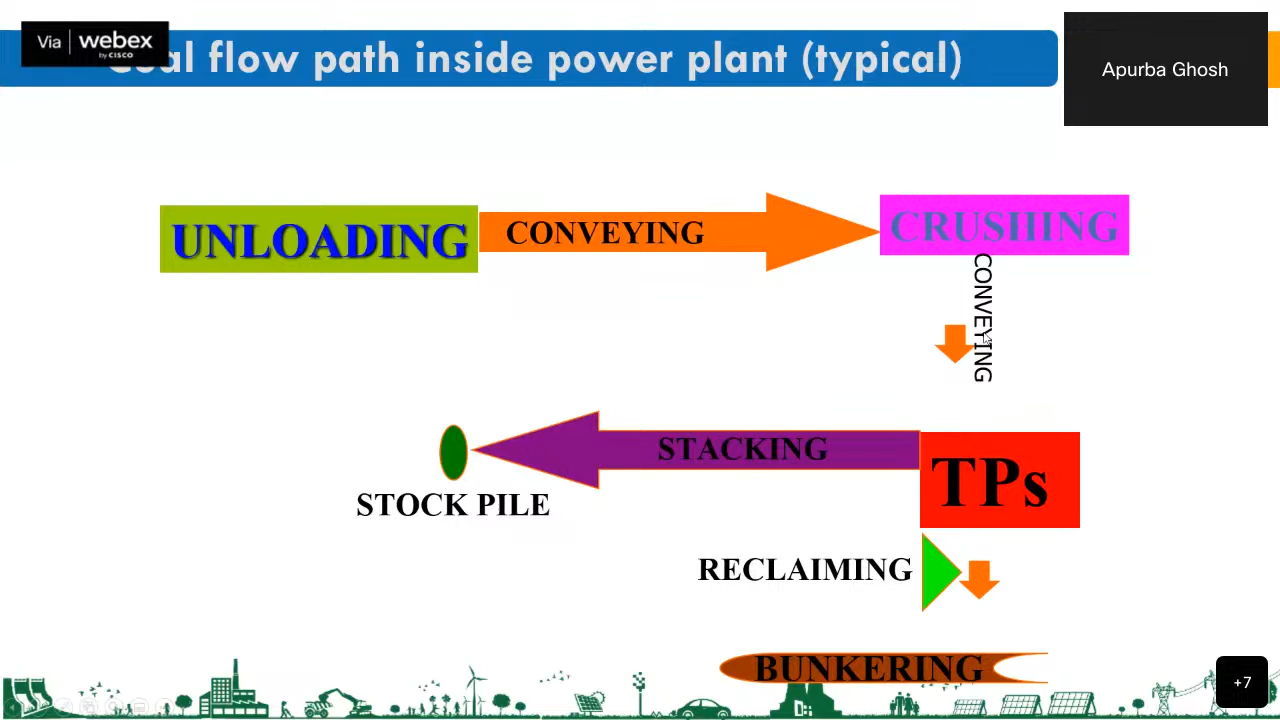 Via webex
by CISCO
Coal flow path inside power plant (typical)
Apurba Ghosh
UNLOADING
CONVEYING
CRUSHING
CONVEYING
STACKING
TPs
STOCK PILE
RECLAIMING
BUNKERING
+7